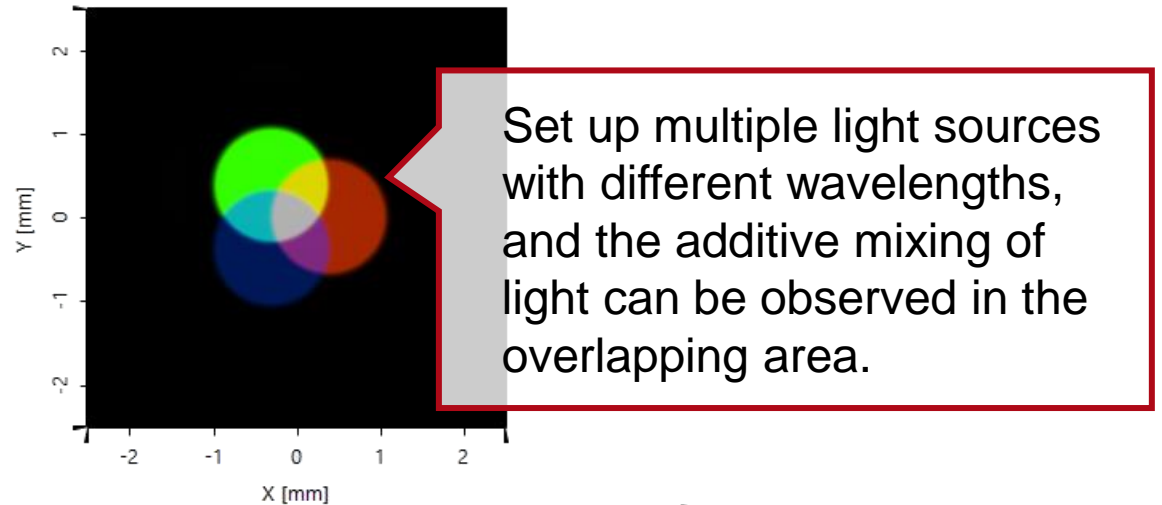 2
1
0
-1
-2
Y [mm]
-2 -1 0 1 2
X [mm]
Set up multiple light sources
with different wavelengths,
and the additive mixing of
light can be observed in the
overlapping area.